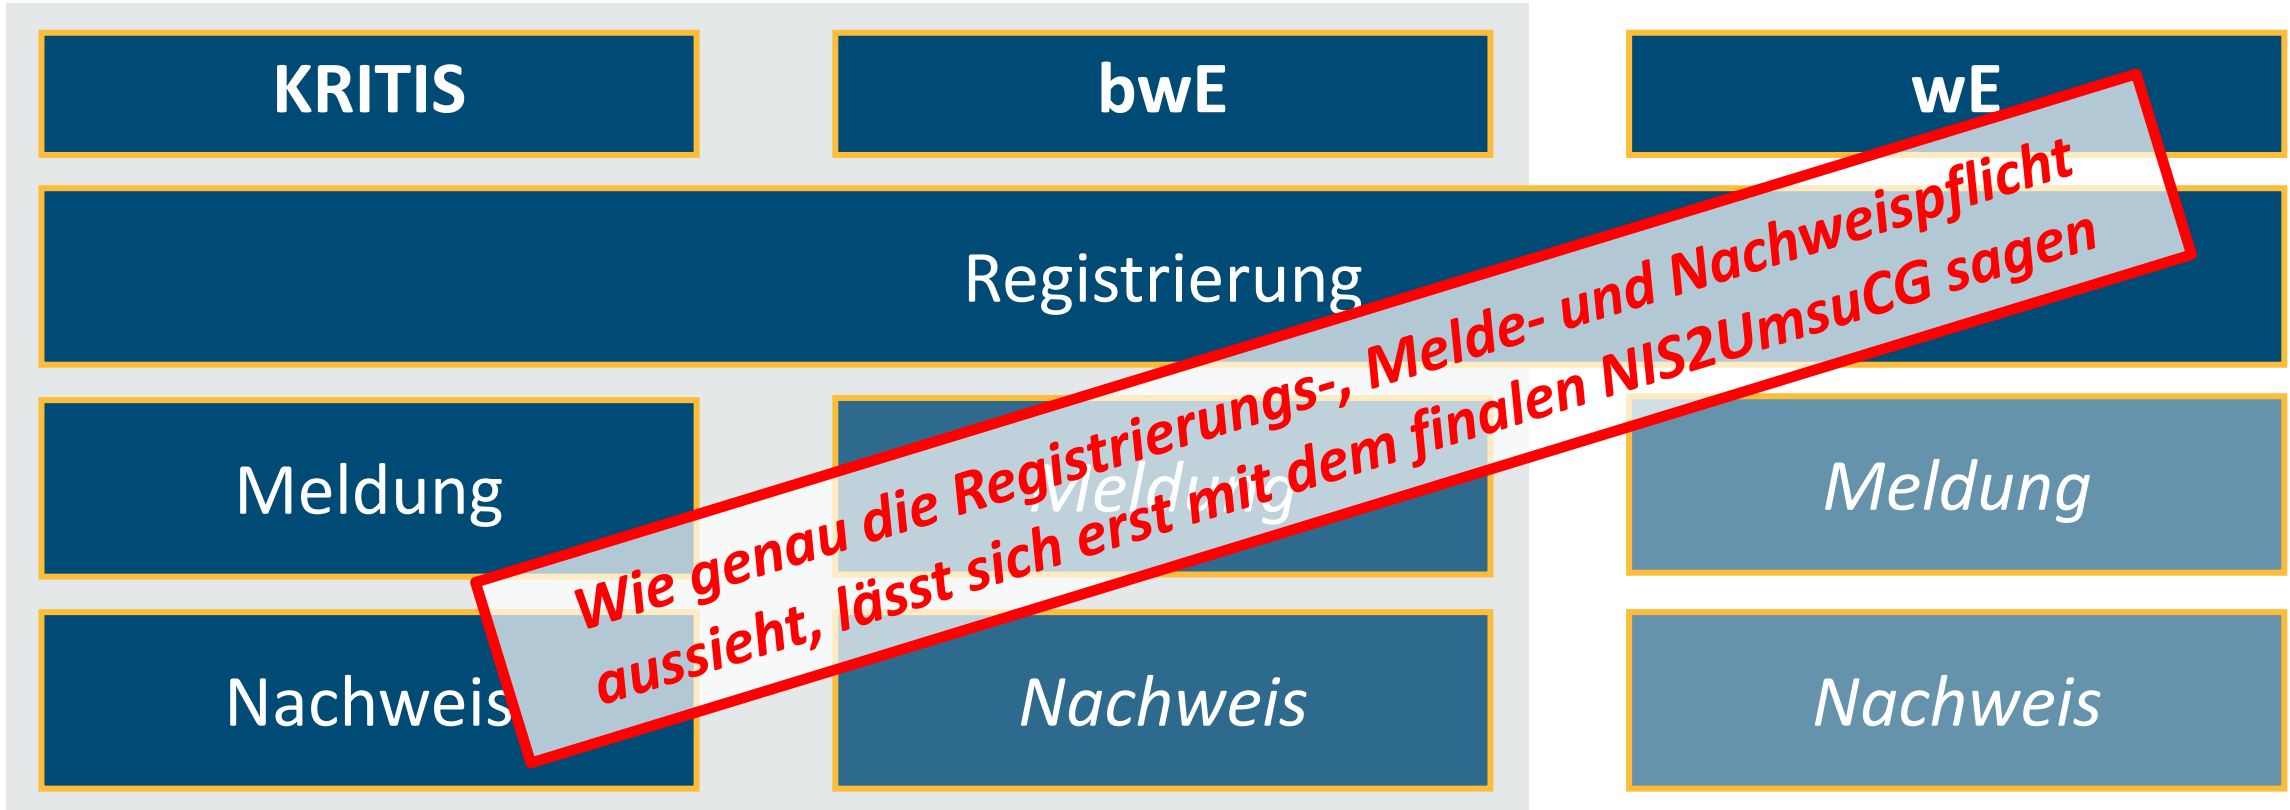 KRITIS
bwE
wE
Registrierung
Meldung
Meldung
Meldung
Nachweis
Nachweis
Nachweis
Wie genau die Registrierungs-, Melde- und Nachweispflicht
aussieht, lässt sich erst mit dem finalen NIS2UmsuCG sagen